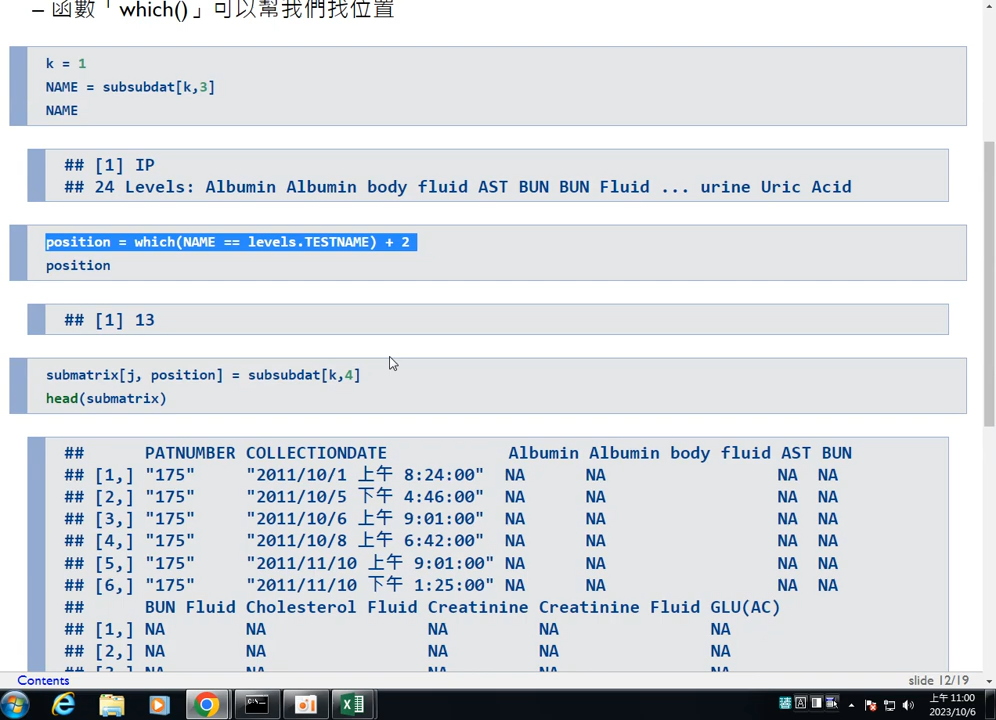 – 函數「which()」可以幫我們找位置
k = 1
NAME = subsubdat[k,3]
NAME
## [1] IP
## 24 Levels: Albumin Albumin body fluid AST BUN BUN Fluid ... urine Uric Acid
position = which(NAME == levels.TESTNAME) + 2
position
## [1] 13
submatrix[j, position] = subsubdat[k,4]
head(submatrix)
## PATNUMBER COLLECTIONDATE Albumin Albumin body fluid AST BUN
## [1,] "175" "2011/10/1 上午 8:24:00" NA NA NA NA
## [2,] "175" "2011/10/5 下午 4:46:00" NA NA NA NA
## [3,] "175" "2011/10/6 上午 9:01:00" NA NA NA NA
## [4,] "175" "2011/10/8 上午 6:42:00" NA NA NA NA
## [5,] "175" "2011/11/10 上午 9:01:00" NA NA NA NA
## [6,] "175" "2011/11/10 下午 1:25:00" NA NA NA NA
## BUN Fluid Cholesterol Fluid Creatinine Creatinine Fluid GLU(AC)
## [1,] NA NA NA NA NA
## [2,] NA NA NA NA NA
Contents
slide 12/19
上午 11:00
2023/10/6